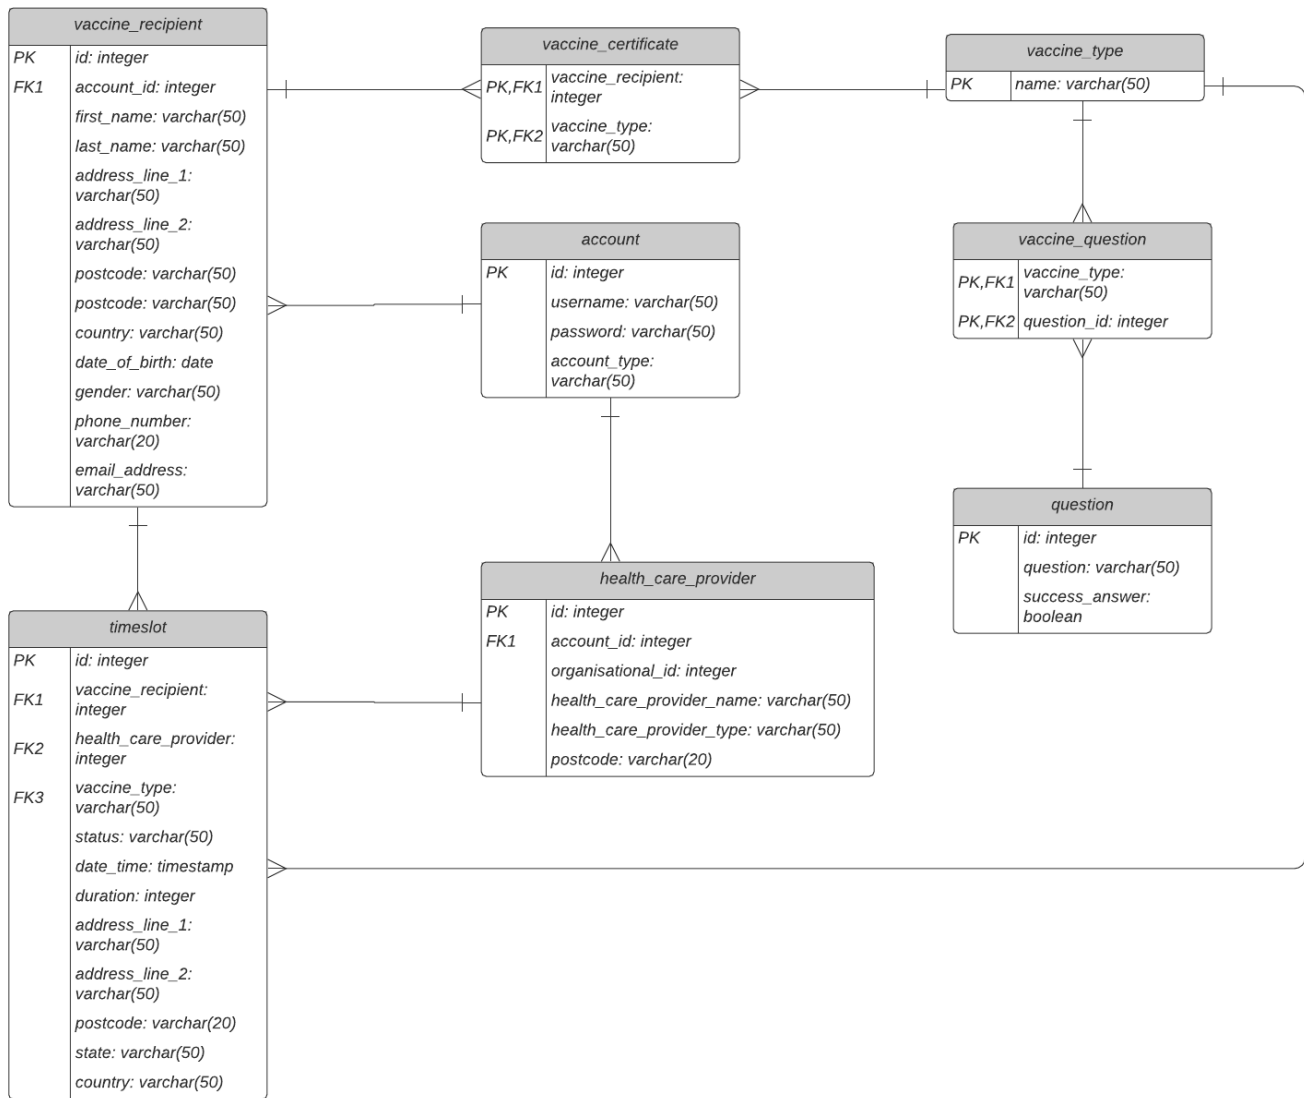 vaccine_recipient
PK id: integer
FK1 account_id: integer
first_name: varchar(50)
last_name: varchar(50)
address_line_1:
varchar(50)
address_line_2:
varchar(50)
postcode: varchar(50)
postcode: varchar(50)
country: varchar(50)
date_of_birth: date
gender: varchar(50)
phone_number:
varchar(20)
email_address:
varchar(50)
vaccine_certificate
PK,FK1 vaccine_recipient:
integer
PK,FK2 vaccine_type:
varchar(50)
vaccine_type
PK name: varchar(50)
account
PK id: integer
username: varchar(50)
password: varchar(50)
account_type:
varchar(50)
vaccine_question
PK,FK1 vaccine_type:
varchar(50)
PK,FK2 question_id: integer
question
PK id: integer
question: varchar(50)
success_answer:
boolean
health_care_provider
PK id: integer
FK1 account_id: integer
organisational_id: integer
health_care_provider_name: varchar(50)
health_care_provider_type: varchar(50)
postcode: varchar(20)
timeslot
PK id: integer
FK1 vaccine_recipient:
integer
FK2 health_care_provider:
integer
FK3 vaccine_type:
varchar(50)
status: varchar(50)
date_time: timestamp
duration: integer
address_line_1:
varchar(50)
address_line_2:
varchar(50)
postcode: varchar(20)
state: varchar(50)
country: varchar(50)